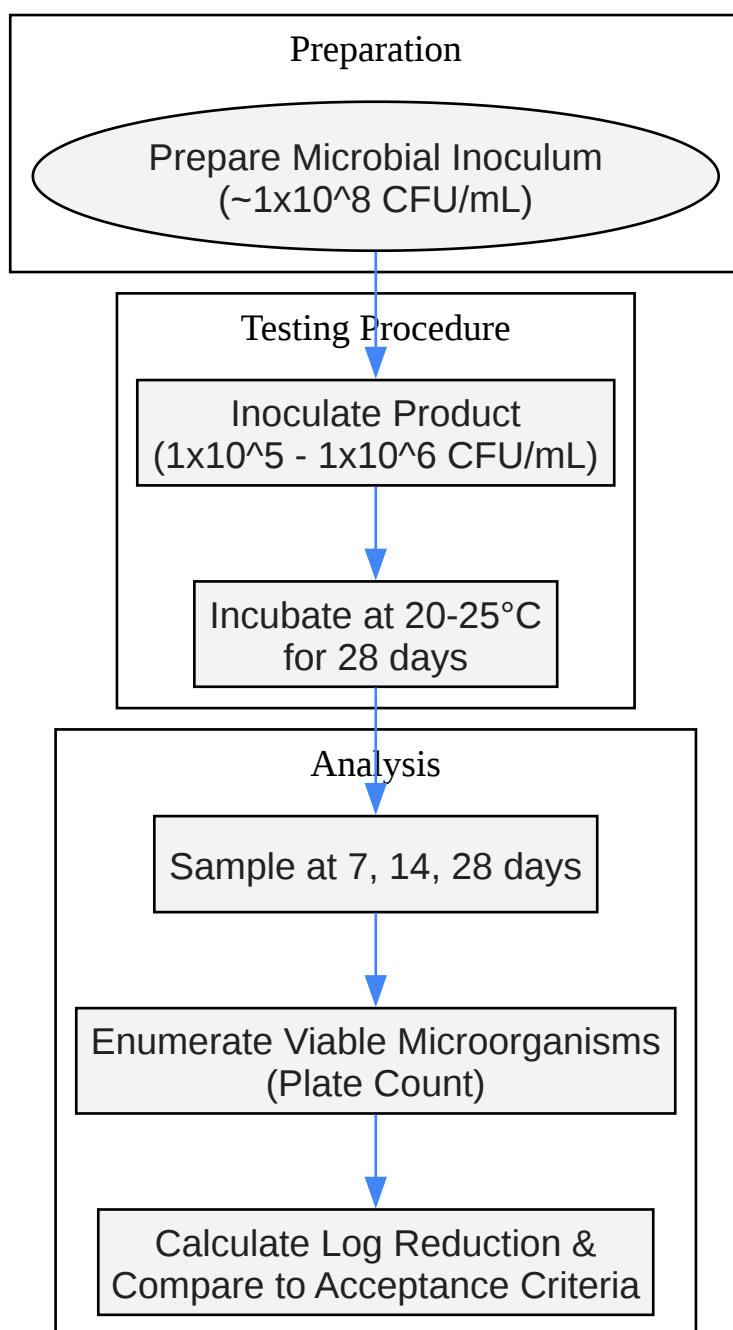 Preparation
Prepare Microbial Inoculum
(~1x10^8 CFU/mL)
Testing Procedure
Inoculate Product
(1x10^5 - 1x10^6 CFU/mL)
Incubate at 20-25°C
for 28 days
Analysis
Sample at 7, 14, 28 days
Enumerate Viable Microorganisms
(Plate Count)
Calculate Log Reduction &
Compare to Acceptance Criteria